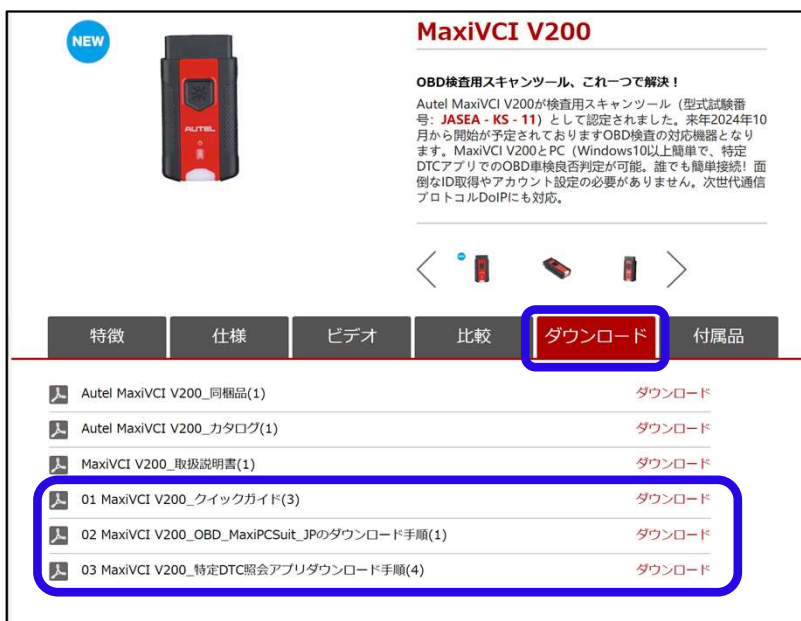 NEW
AUTEL
MaxiVCI V200
OBD検査用スキャンツール、これ一つで解決！
Autel MaxiVCI V200が検査用スキャンツール（型式試験番
号：JASEA - KS - 11）として認定されました。来年2024年10
月から開始が予定されておりますOBD検査の対応機器となり
ます。MaxiVCI V200とPC（Windows10以上簡単で、特定
DTCアプリでのOBD車検良否判定が可能。誰でも簡単接続！面
倒なID取得やアカウント設定の必要がありません。次世代通信
プロトコルDoIPにも対応。
特徴 仕様 ビデオ 比較 ダウンロード 付属品
Autel MaxiVCI V200_同梱品(1) ダウンロード
Autel MaxiVCI V200_カタログ(1) ダウンロード
MaxiVCI V200_取扱説明書(1) ダウンロード
01 MaxiVCI V200_クイックガイド(3) ダウンロード
02 MaxiVCI V200_OBD_MaxiPCSuit_JPのダウンロード手順(1) ダウンロード
03 MaxiVCI V200_特定DTC照会アプリダウンロード手順(4) ダウンロード